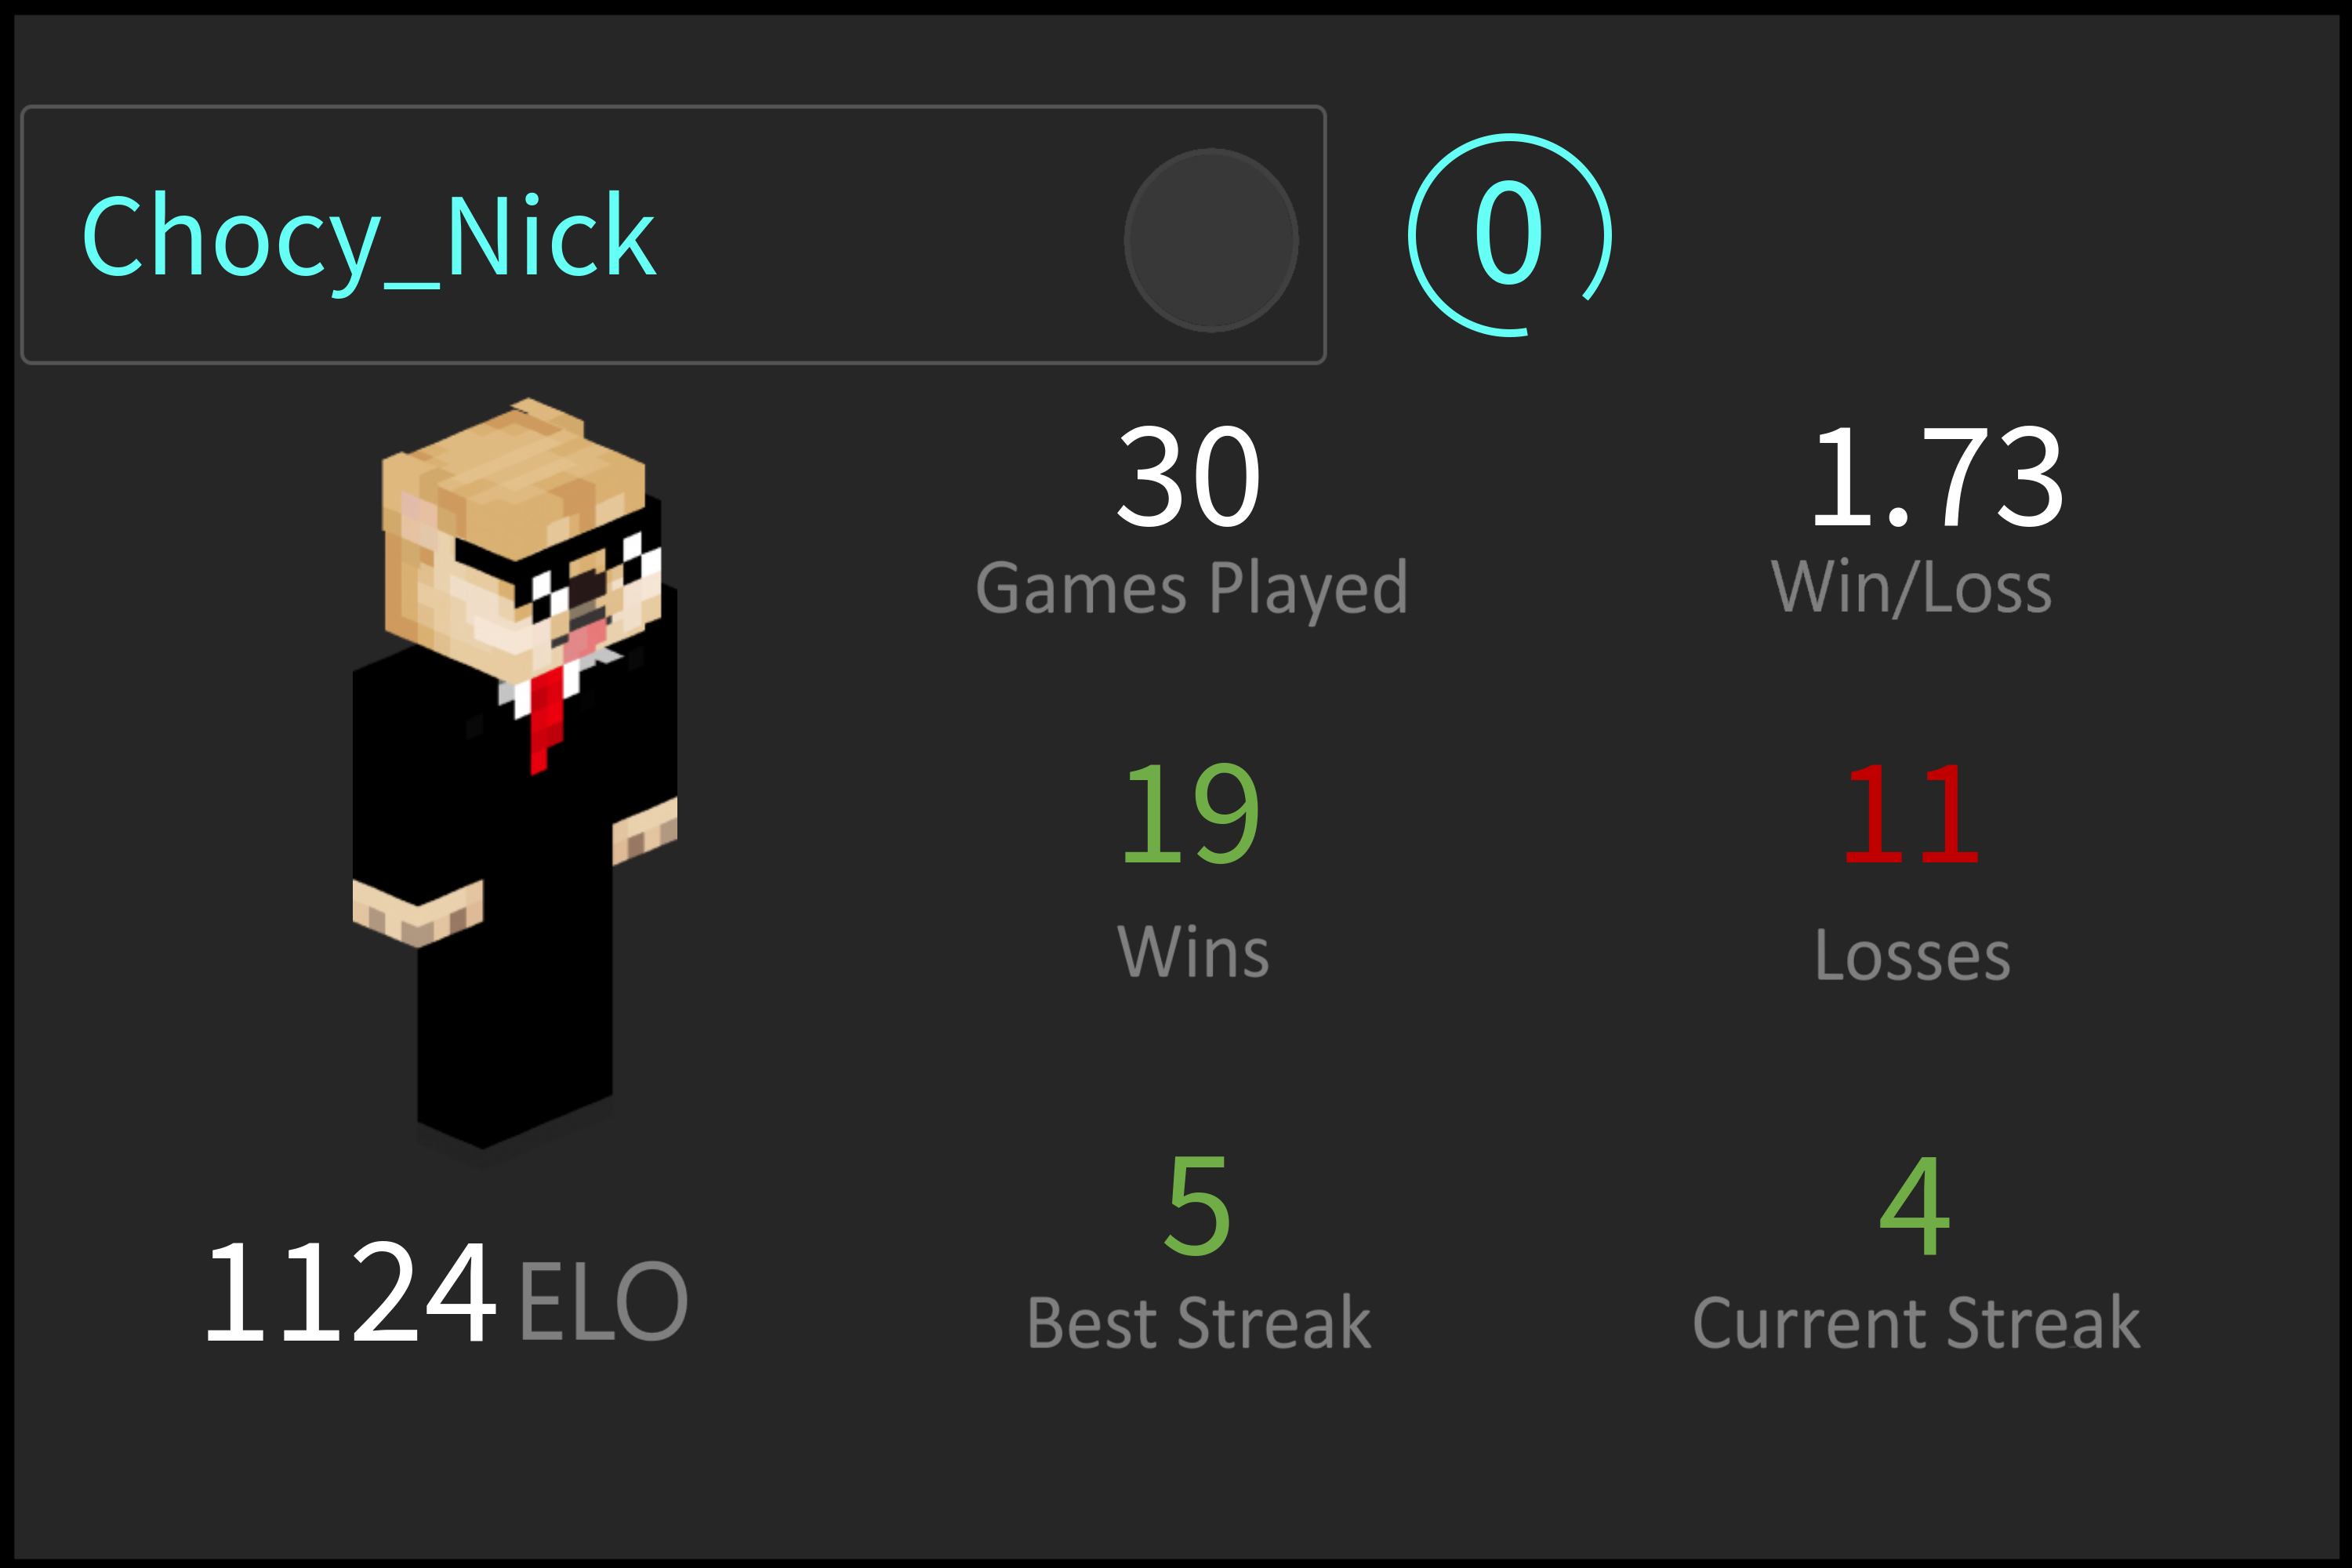 Chocy_Nick
0
30
1.73
Games Played
Win/Loss
19
11
Wins
Losses
5
4
1124 ELO
Best Streak
Current Streak